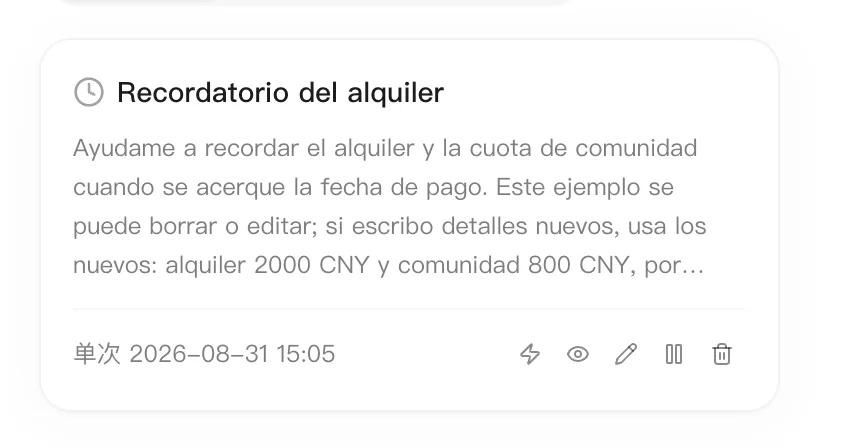 Recordatorio del alquiler
Ayudame a recordar el alquiler y la cuota de comunidad
cuando se acerque la fecha de pago. Este ejemplo se
puede borrar o editar; si escribo detalles nuevos, usa los
nuevos: alquiler 2000 CNY y comunidad 800 CNY, por...
单次 2026-08-31 15:05